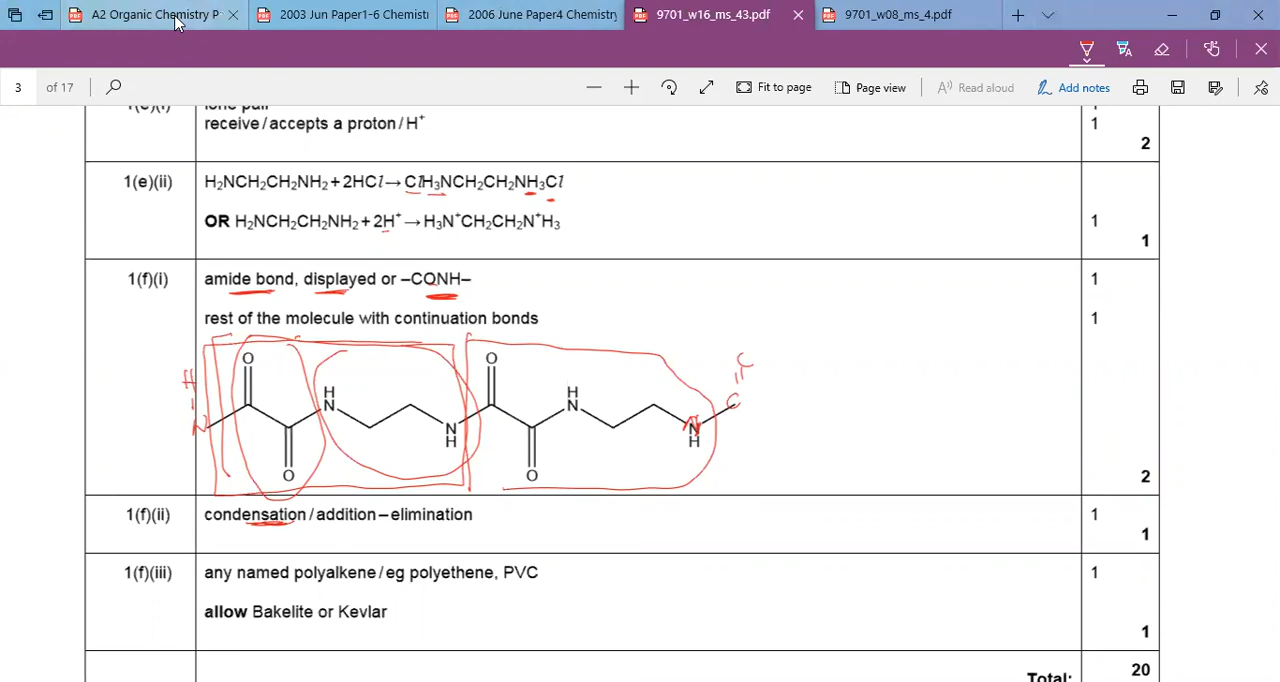 A2 Organic Chemistry P
2003 Jun Paper1-6 Chemistr
2006 June Paper4 Chemistry
9701_w16_ms_43.pdf
9701_w08_ms_4.pdf
3 of 17
Fit to page
Page view
Read aloud
Add notes
receive / accepts a proton / H⁺ 1
2
1(e)(ii) H₂NCH₂CH₂NH₂ + 2HCl → ClH₃NCH₂CH₂NH₃Cl
OR H₂NCH₂CH₂NH₂ + 2H⁺ → H₃N⁺CH₂CH₂N⁺H₃ 1
1
1(f)(i) amide bond, displayed or –CONH– 1
rest of the molecule with continuation bonds 1
O O
H H H
N N N
N N N
H H H
O O
C
2
1(f)(ii) condensation / addition – elimination 1
1
1(f)(iii) any named polyalkene / eg polyethene, PVC 1
allow Bakelite or Kevlar
1
Total: 20